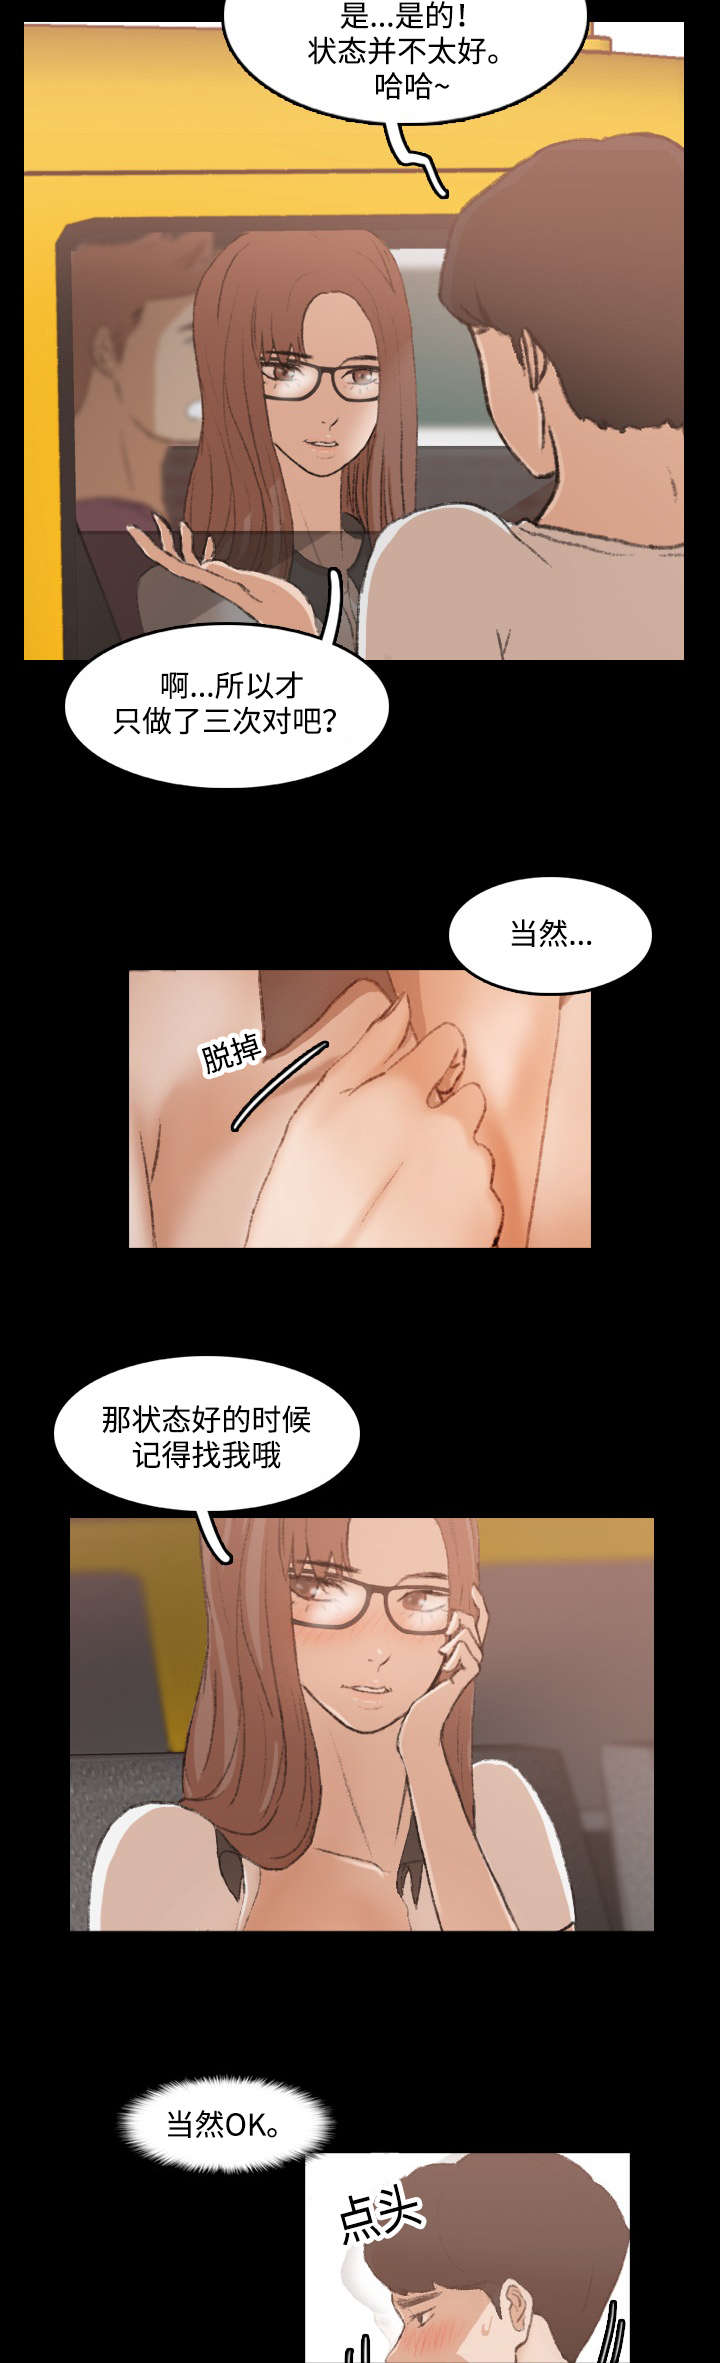 是...是的!
状态并不太好。
哈哈~
啊...所以才
只做了三次对吧?
当然...
脱掉
那状态好的时候
记得找我哦
当然OK。
点头